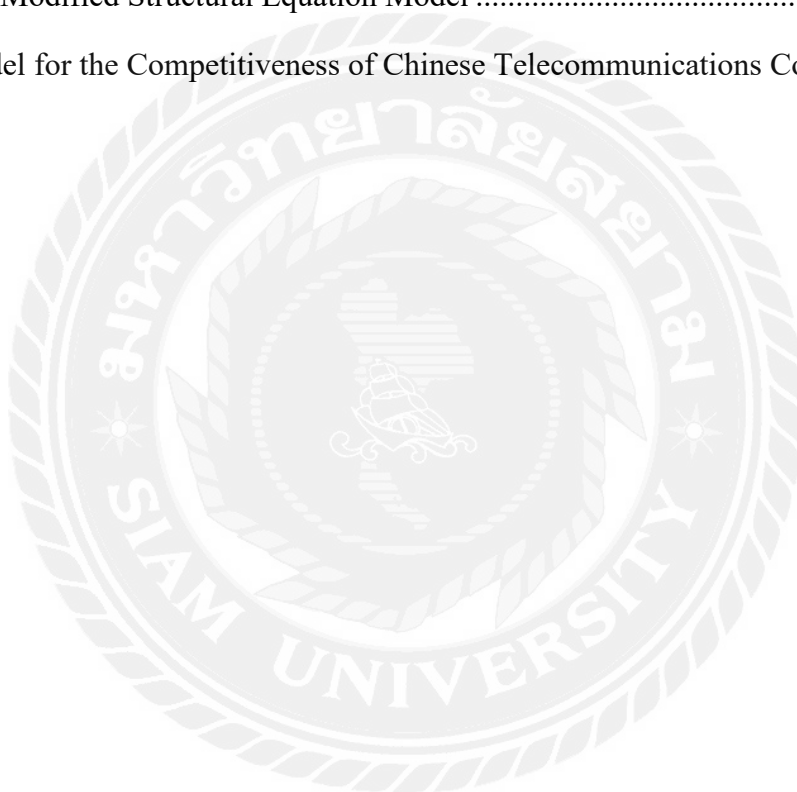 Modified Structural Equation Model .....................................
del for the Competitiveness of Chinese Telecommunications Co
มหาวิทยาลัยสยาม
SIAM UNIVERSITY